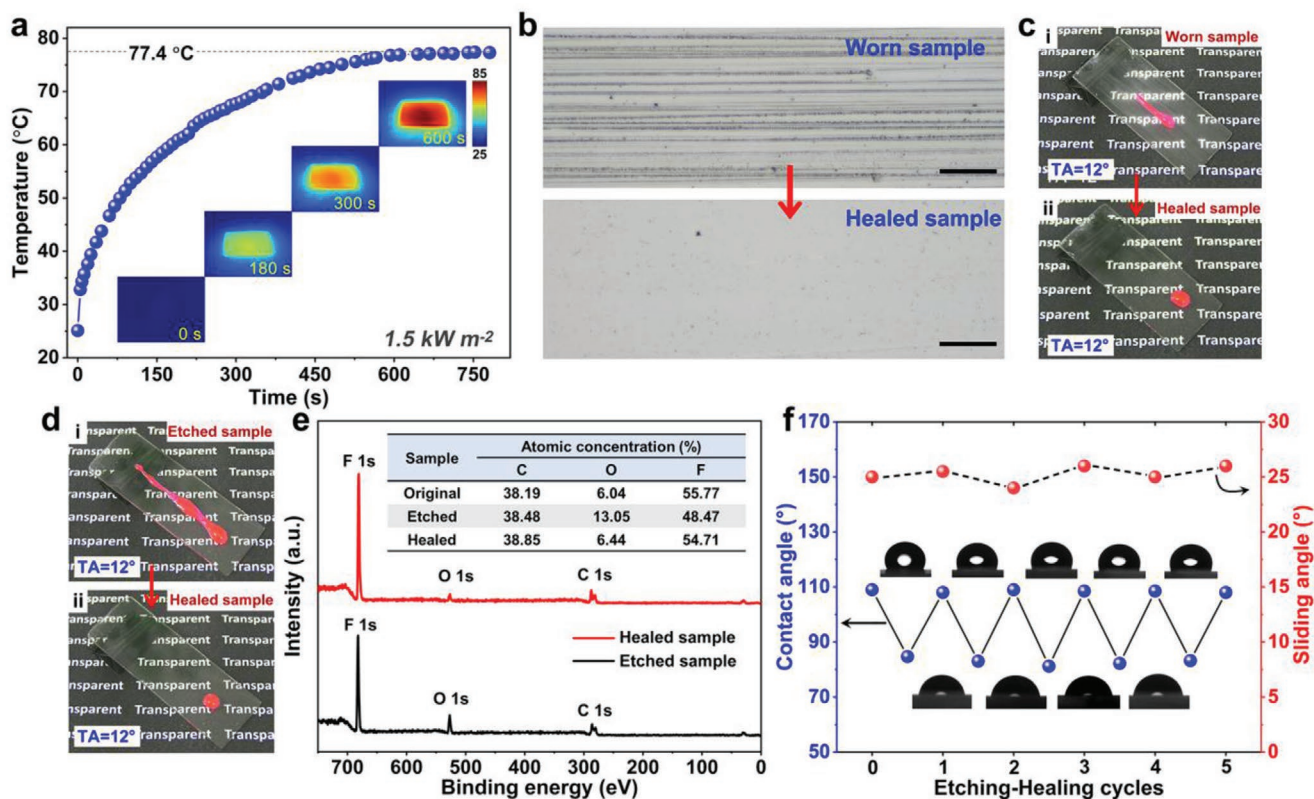 a
80
70
60
50
40
30
20
Temperature (°C)
77.4 °C
85
25
600 s
300 s
180 s
0 s
1.5 kW m-2
0 150 300 450 600 750
Time (s)
b
Worn sample
Healed sample
c
i
Worn sample
Transparent
TA=12°
ii
Healed sample
Transparent
TA=12°
d
i
Etched sample
Transparent
TA=12°
ii
Healed sample
Transparent
TA=12°
e
Intensity (a.u.)
Sample Atomic concentration (%)
C O F
Original 38.19 6.04 55.77
Etched 38.48 13.05 48.47
Healed 38.85 6.44 54.71
F 1s
O 1s
C 1s
F 1s
O 1s
C 1s
Healed sample
Etched sample
700 600 500 400 300 200 100 0
Binding energy (eV)
f
170
150
130
110
90
70
50
Contact angle (°)
30
25
20
15
10
5
0
Sliding angle (°)
0 1 2 3 4 5
Etching-Healing cycles